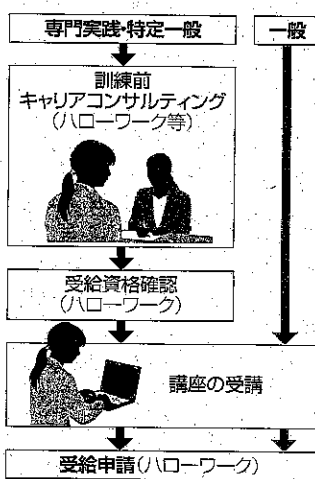 専門実践・特定一般
一般
訓練前
キャリアコンサルティング
(ハローワーク等)
受給資格確認
(ハローワーク)
講座の受講
受給申請(ハローワーク)